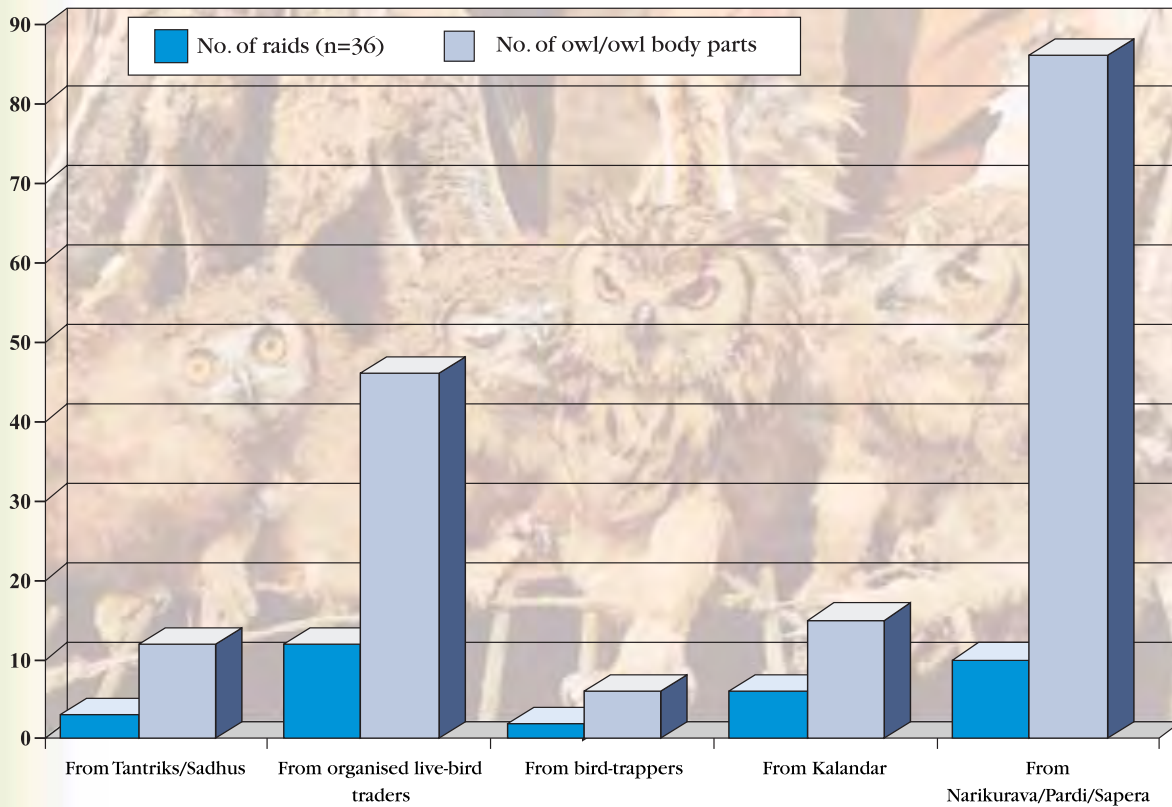 No. of raids (n=36)
No. of owl/owl body parts
90
80
70
60
50
40
30
20
10
0
From Tantriks/Sadhus
From organised live-bird
traders
From bird-trappers
From Kalandar
From
Narikurava/Pardi/Sapera